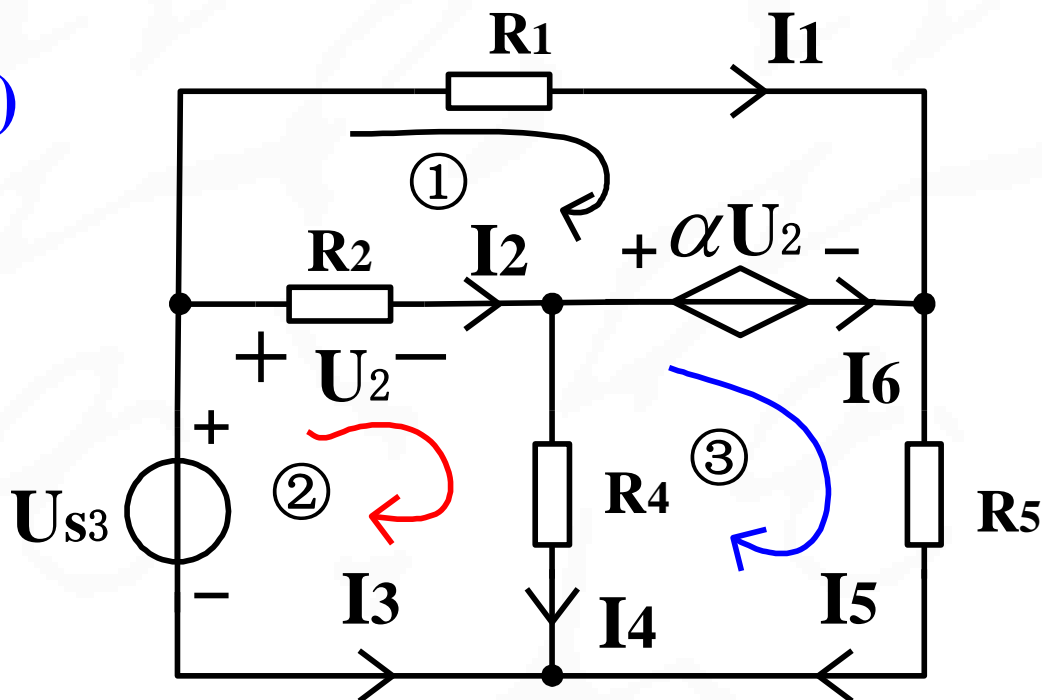 )
R1
I1
①
R2
I2
+ αU2 −
+ U2 −
I6
+
②
③
Us3
R4
R5
−
I3
I4
I5